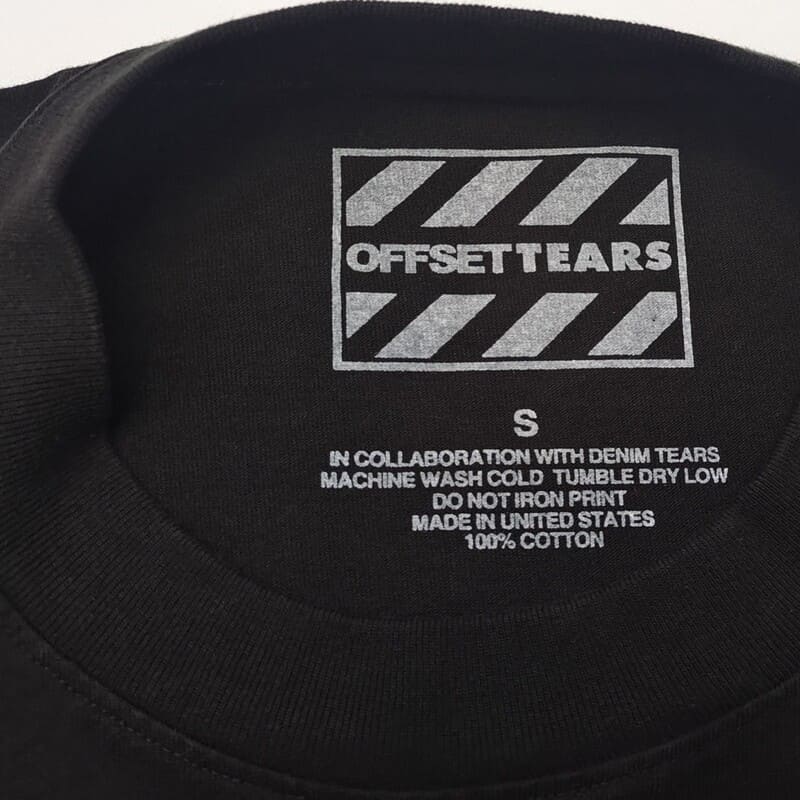 OFFSETTEARS
S
IN COLLABORATION WITH DENIM TEARS
MACHINE WASH COLD TUMBLE DRY LOW
DO NOT IRON PRINT
MADE IN UNITED STATES
100% COTTON